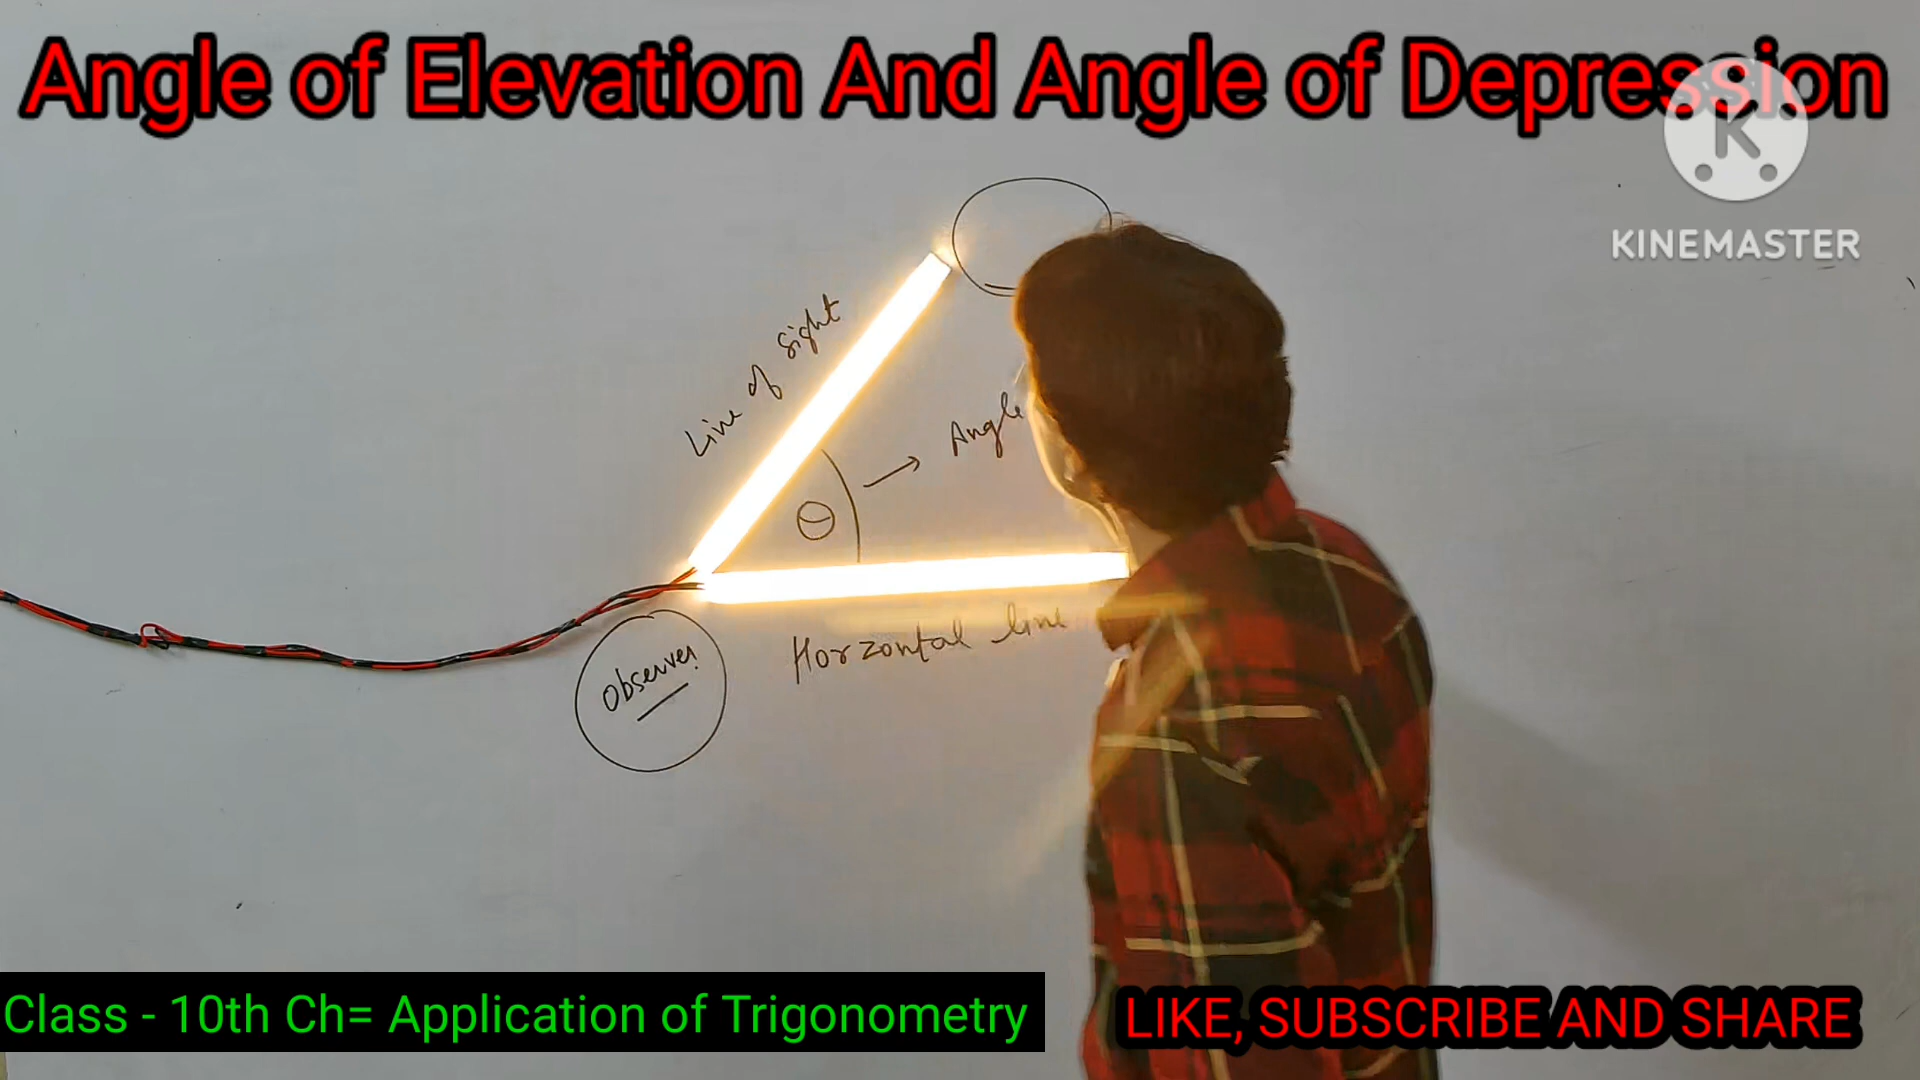 Angle of Elevation And Angle of Depression
K
KINEMASTER
Line of sight
Angle
θ
Horzontal line
Observer
Class - 10th Ch= Application of Trigonometry
LIKE, SUBSCRIBE AND SHARE